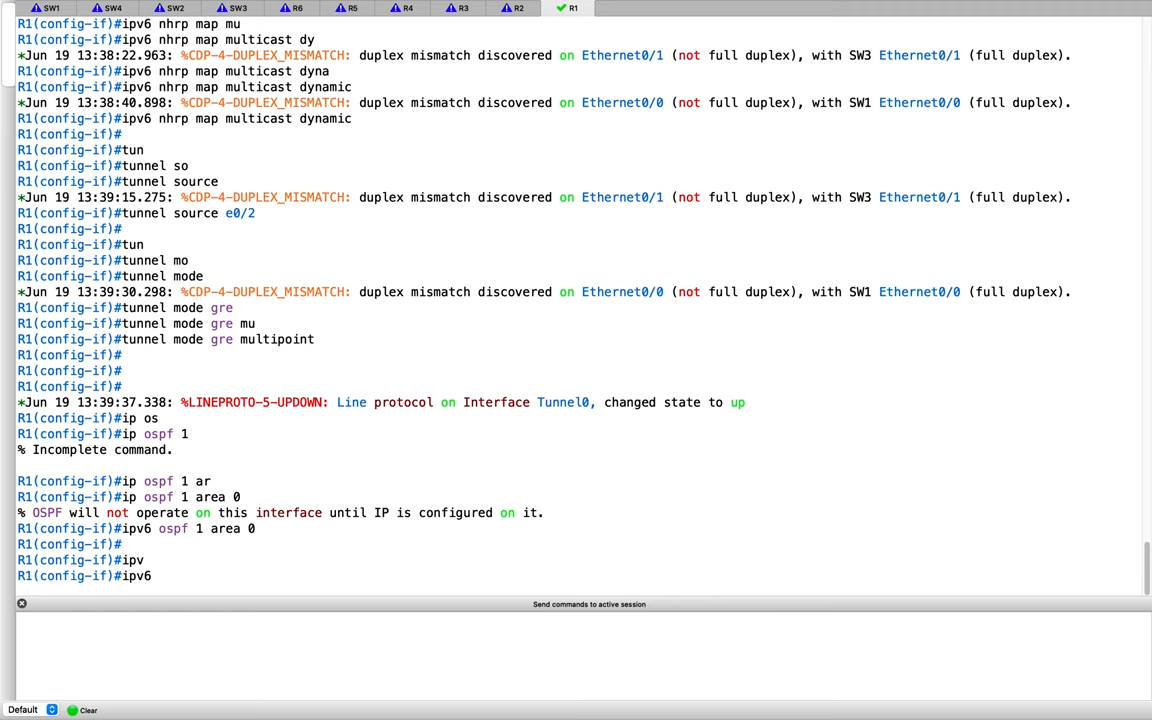 SW1 SW4 SW2 SW3 R6 R5 R4 R3 R2 R1
R1(config-if)#ipv6 nhrp map mu
R1(config-if)#ipv6 nhrp map multicast dy
*Jun 19 13:38:22.963: %CDP-4-DUPLEX_MISMATCH: duplex mismatch discovered on Ethernet0/1 (not full duplex), with SW3 Ethernet0/1 (full duplex).
R1(config-if)#ipv6 nhrp map multicast dyna
R1(config-if)#ipv6 nhrp map multicast dynamic
*Jun 19 13:38:40.898: %CDP-4-DUPLEX_MISMATCH: duplex mismatch discovered on Ethernet0/0 (not full duplex), with SW1 Ethernet0/0 (full duplex).
R1(config-if)#ipv6 nhrp map multicast dynamic
R1(config-if)#
R1(config-if)#tun
R1(config-if)#tunnel so
R1(config-if)#tunnel source
*Jun 19 13:39:15.275: %CDP-4-DUPLEX_MISMATCH: duplex mismatch discovered on Ethernet0/1 (not full duplex), with SW3 Ethernet0/1 (full duplex).
R1(config-if)#tunnel source e0/2
R1(config-if)#
R1(config-if)#tun
R1(config-if)#tunnel mo
R1(config-if)#tunnel mode
*Jun 19 13:39:30.298: %CDP-4-DUPLEX_MISMATCH: duplex mismatch discovered on Ethernet0/0 (not full duplex), with SW1 Ethernet0/0 (full duplex).
R1(config-if)#tunnel mode gre
R1(config-if)#tunnel mode gre mu
R1(config-if)#tunnel mode gre multipoint
R1(config-if)#
R1(config-if)#
R1(config-if)#
*Jun 19 13:39:37.338: %LINEPROTO-5-UPDOWN: Line protocol on Interface Tunnel0, changed state to up
R1(config-if)#ip os
R1(config-if)#ip ospf 1
% Incomplete command.
R1(config-if)#ip ospf 1 ar
R1(config-if)#ip ospf 1 area 0
% OSPF will not operate on this interface until IP is configured on it.
R1(config-if)#ipv6 ospf 1 area 0
R1(config-if)#
R1(config-if)#ipv
R1(config-if)#ipv6
Send commands to active session
Default Clear